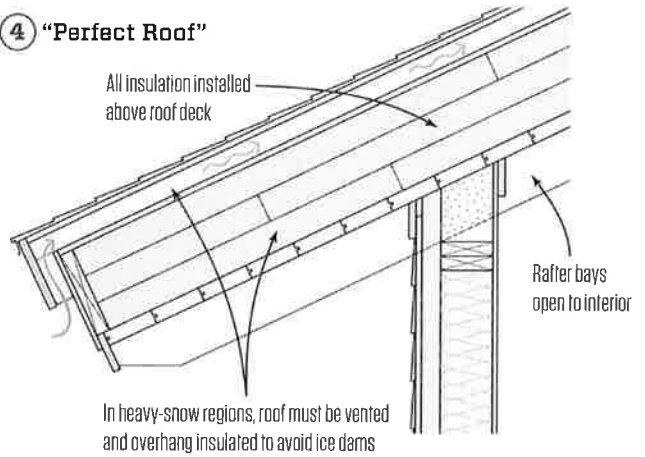 4 "Perfect Roof"
All insulation installed
above roof deck
Rafter bays
open to interior
In heavy-snow regions, roof must be vented
and overhang insulated to avoid ice dams